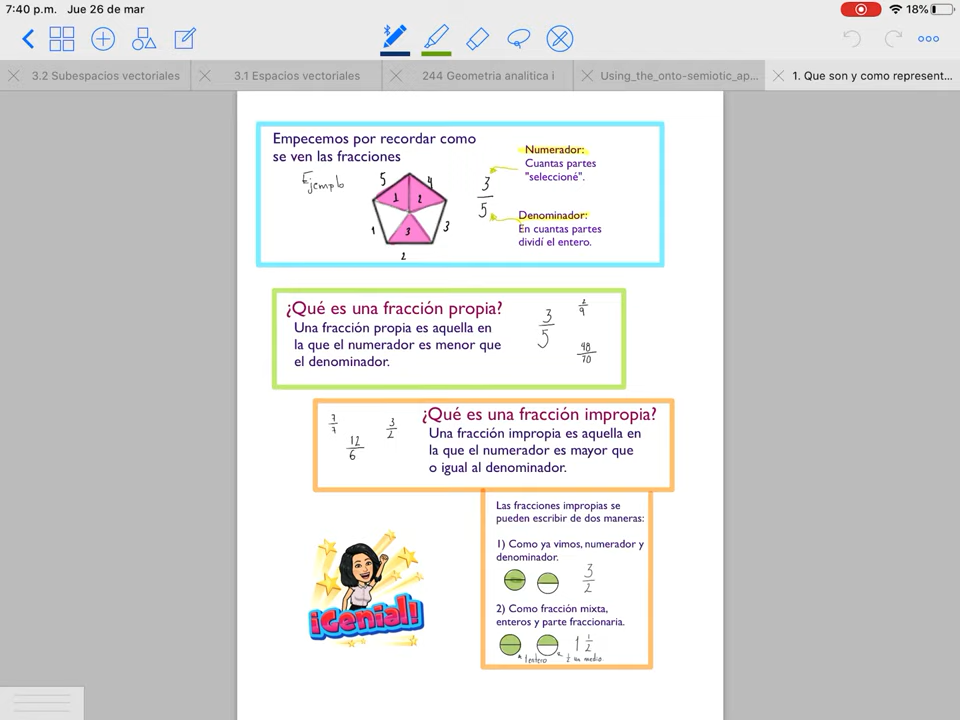 7:40 p.m. Jue 26 de mar
18%
3.2 Subespacios vectoriales
3.1 Espacios vectoriales
244 Geometria analitica i
Using_the_onto-semiotic_ap...
1. Que son y como represent...
Empecemos por recordar como
se ven las fracciones
Ejemplo
5
4
1
2
3
1
3
2
3
5
Numerador:
Cuantas partes
"seleccioné".
Denominador:
En cuantas partes
dividí el entero.
¿Qué es una fracción propia?
Una fracción propia es aquella en
la que el numerador es menor que
el denominador.
3
5
9
48
70
7
7
12
6
3
2
¿Qué es una fracción impropia?
Una fracción impropia es aquella en
la que el numerador es mayor que
o igual al denominador.
Las fracciones impropias se
pueden escribir de dos maneras:
1) Como ya vimos, numerador y
denominador.
3
2
2) Como fracción mixta,
enteros y parte fraccionaria.
1 1/2
1 entero
1/2 un medio
¡Genial!